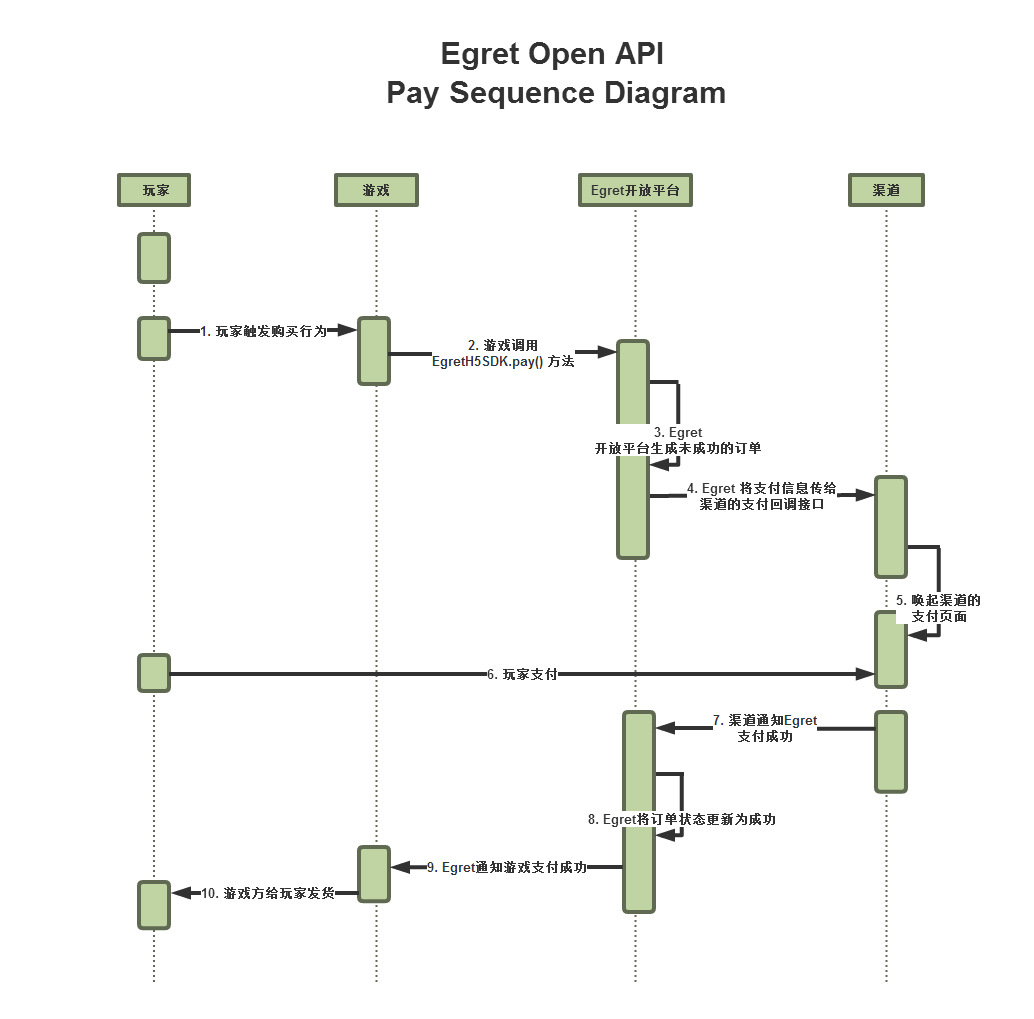 Egret Open API
Pay Sequence Diagram
玩家
游戏
Egret开放平台
渠道
1. 玩家触发购买行为
2. 游戏调用
EgretH5SDK.pay() 方法
3. Egret
开放平台生成未成功的订单
4. Egret 将支付信息传给
渠道的支付回调接口
5. 唤起渠道的
支付页面
6. 玩家支付
7. 渠道通知Egret
支付成功
8. Egret将订单状态更新为成功
9. Egret通知游戏支付成功
10. 游戏方给玩家发货